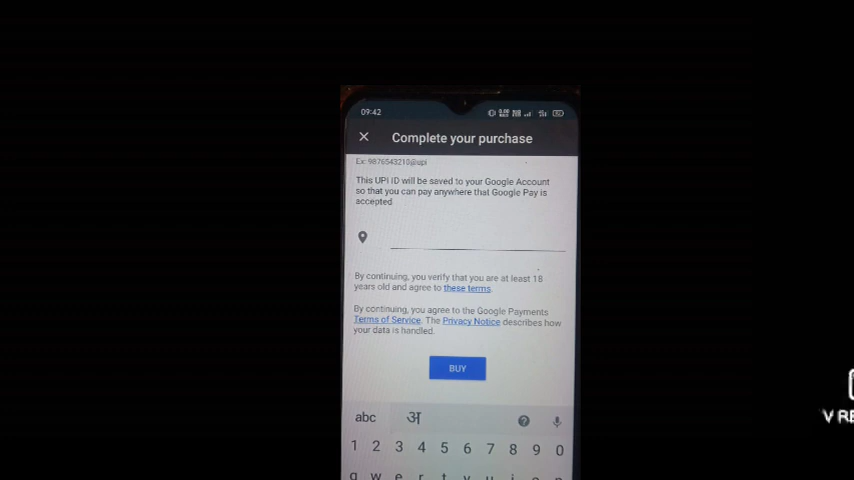 09:42
Complete your purchase
Ex: 9876543210@upi
This UPI ID will be saved to your Google Account
so that you can pay anywhere that Google Pay is
accepted
By continuing, you verify that you are at least 18
years old and agree to these terms.
By continuing, you agree to the Google Payments
Terms of Service. The Privacy Notice describes how
your data is handled.
BUY
abc अ
1 2 3 4 5 6 7 8 9 0
q w e r t y u i o p
V RE